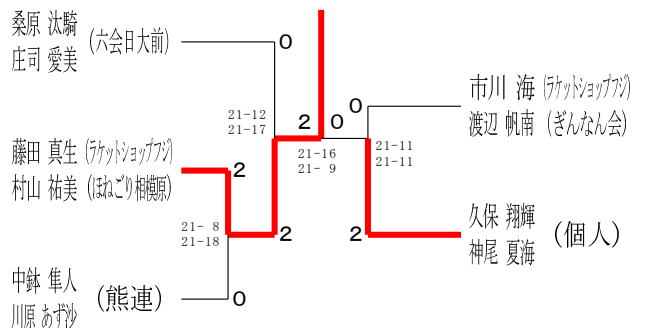 桑原 汰騎
庄司 愛美
(六会日大前)
0
21-12
21-17
藤田 真生 (ラケットショップフジ)
村山 祐美 (ほねごり相模原)
2
21- 8
21-18
2
中鉢 隼人
川原 あず沙
(熊連)
0
2 0
21-16
21- 9
市川 海 (ラケットショップフジ)
渡辺 帆南 (ぎんなん会)
0
21-11
21-11
久保 翔輝
神尾 夏海
(個人)
2